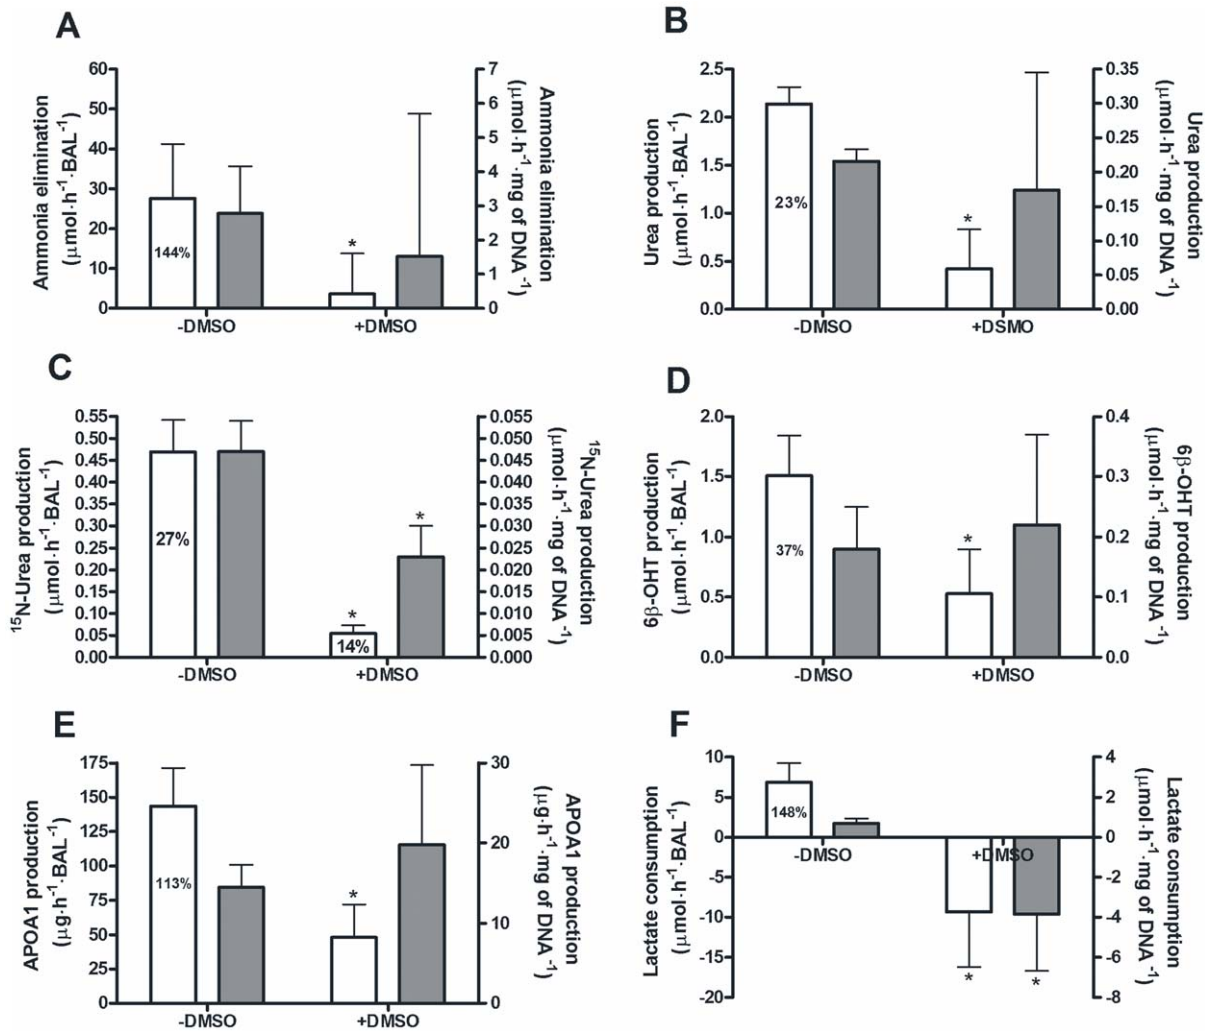 A
Ammonia elimination
(μmol·h⁻¹·BAL⁻¹)
60
50
40
30
20
10
0
144%
*
7
6
5
4
3
2
1
0
Ammonia elimination
(μmol·h⁻¹·mg of DNA⁻¹)
-DMSO
+DMSO
B
Urea production
(μmol·h⁻¹·BAL⁻¹)
2.5
2.0
1.5
1.0
0.5
0.0
23%
*
0.35
0.30
0.25
0.20
0.15
0.10
0.05
0.00
Urea production
(μmol·h⁻¹·mg of DNA⁻¹)
-DMSO
+DSMO
C
¹⁵N-Urea production
(μmol·h⁻¹·BAL⁻¹)
0.55
0.50
0.45
0.40
0.35
0.30
0.25
0.20
0.15
0.10
0.05
0.00
27%
*
14%
*
0.055
0.050
0.045
0.040
0.035
0.030
0.025
0.020
0.015
0.010
0.005
0.000
¹⁵N-Urea production
(μmol·h⁻¹·mg of DNA⁻¹)
-DMSO
+DMSO
D
6β-OHT production
(μmol·h⁻¹·BAL⁻¹)
2.0
1.5
1.0
0.5
0.0
37%
*
0.4
0.3
0.2
0.1
0.0
6β-OHT production
(μmol·h⁻¹·mg of DNA⁻¹)
-DMSO
+DMSO
E
APOA1 production
(μg·h⁻¹·BAL⁻¹)
175
150
125
100
75
50
25
0
113%
*
30
20
10
0
APOA1 production
(μg·h⁻¹·mg of DNA⁻¹)
-DMSO
+DMSO
F
Lactate consumption
(μmol·h⁻¹·BAL⁻¹)
10
5
0
-5
-10
-15
-20
148%
-DMSO
+DMSO
*
*
4
2
0
-2
-4
-6
-8
Lactate consumption
(μmol·h⁻¹·mg of DNA⁻¹)